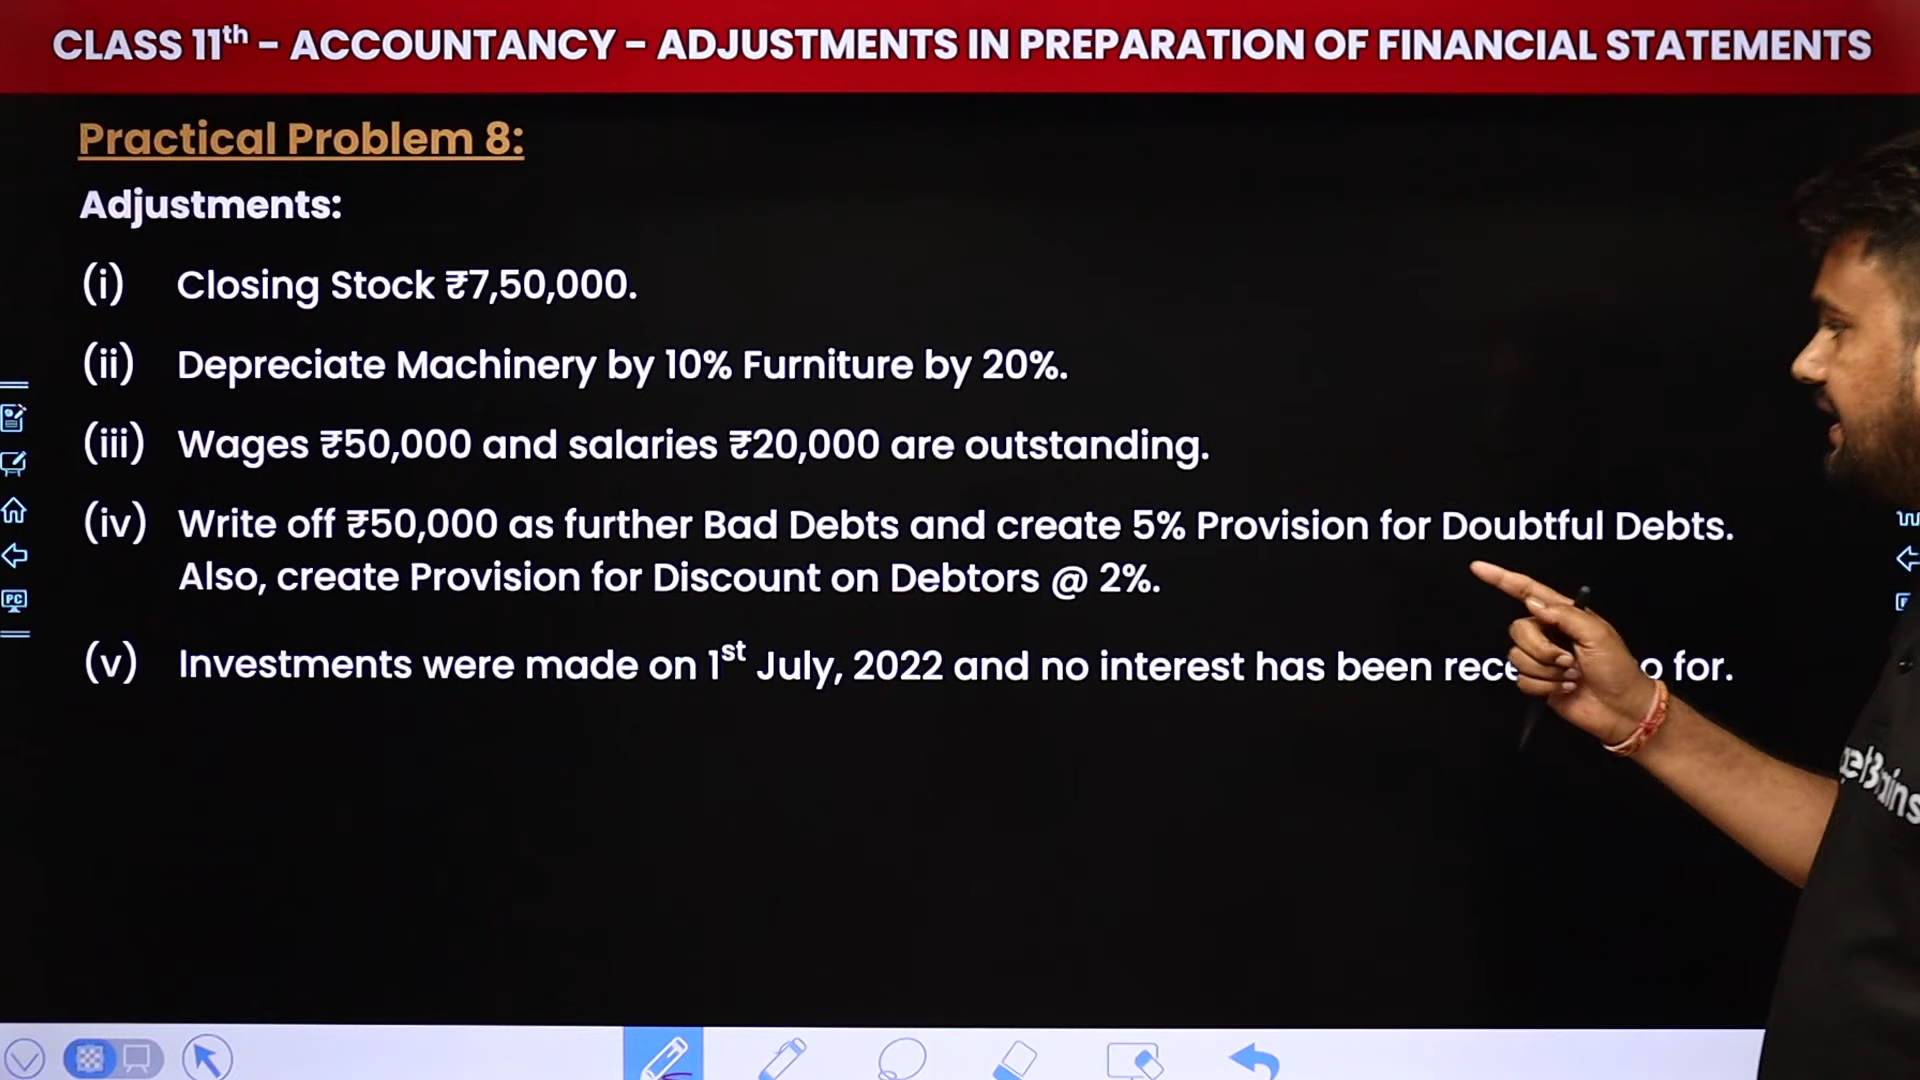 CLASS 11th – ACCOUNTANCY – ADJUSTMENTS IN PREPARATION OF FINANCIAL STATEMENTS
Practical Problem 8:
Adjustments:
(i) Closing Stock ₹7,50,000.
(ii) Depreciate Machinery by 10% Furniture by 20%.
(iii) Wages ₹50,000 and salaries ₹20,000 are outstanding.
(iv) Write off ₹50,000 as further Bad Debts and create 5% Provision for Doubtful Debts.
Also, create Provision for Discount on Debtors @ 2%.
(v) Investments were made on 1st July, 2022 and no interest has been for.
PC